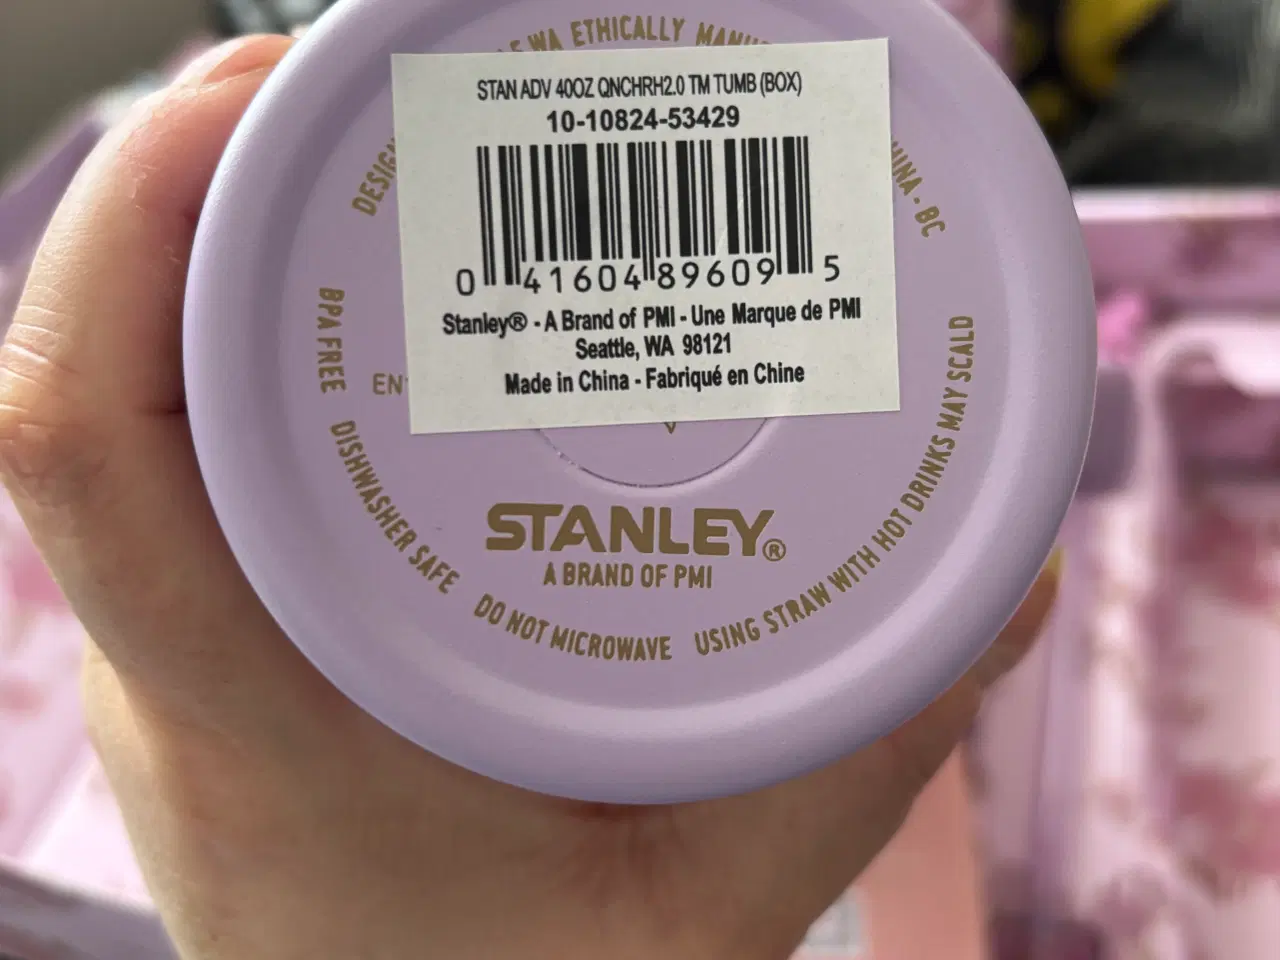 WA ETHICALLY
STAN ADV 40OZ QNCHRH2.0 TM TUMB (BOX)
10-10824-53429
0 41604 89609 5
Stanley® - A Brand of PMI - Une Marque de PMI
Seattle, WA 98121
Made in China - Fabriqué en Chine
BC
BPA FREE
DISHWASHER SAFE
DO NOT MICROWAVE
USING STRAW WITH HOT DRINKS MAY SCALD
STANLEY®
A BRAND OF PMI